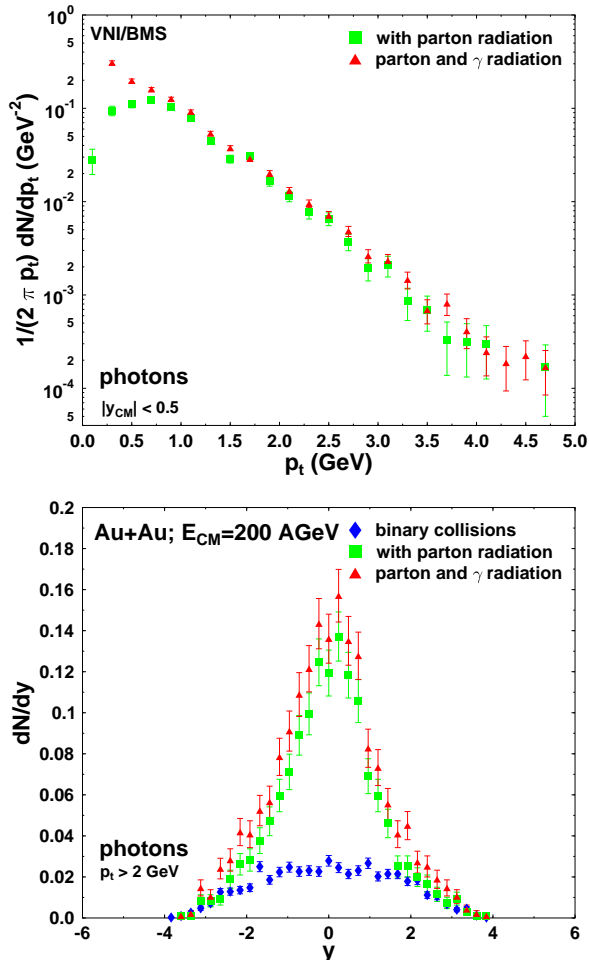 10⁰
VNI/BMS
with parton radiation
parton and γ radiation
5
2
10⁻¹
5
2
10⁻²
5
2
10⁻³
5
2
10⁻⁴
5
1/(2 π pₜ) dN/dpₜ (GeV⁻²)
photons
|y_CM| < 0.5
0.0 0.5 1.0 1.5 2.0 2.5 3.0 3.5 4.0 4.5 5.0
pₜ (GeV)
0.2
Au+Au; E_CM=200 AGeV
binary collisions
with parton radiation
parton and γ radiation
0.18
0.16
0.14
0.12
0.1
0.08
0.06
0.04
0.02
0.0
dN/dy
photons
pₜ > 2 GeV
-6 -4 -2 0 2 4 6
y